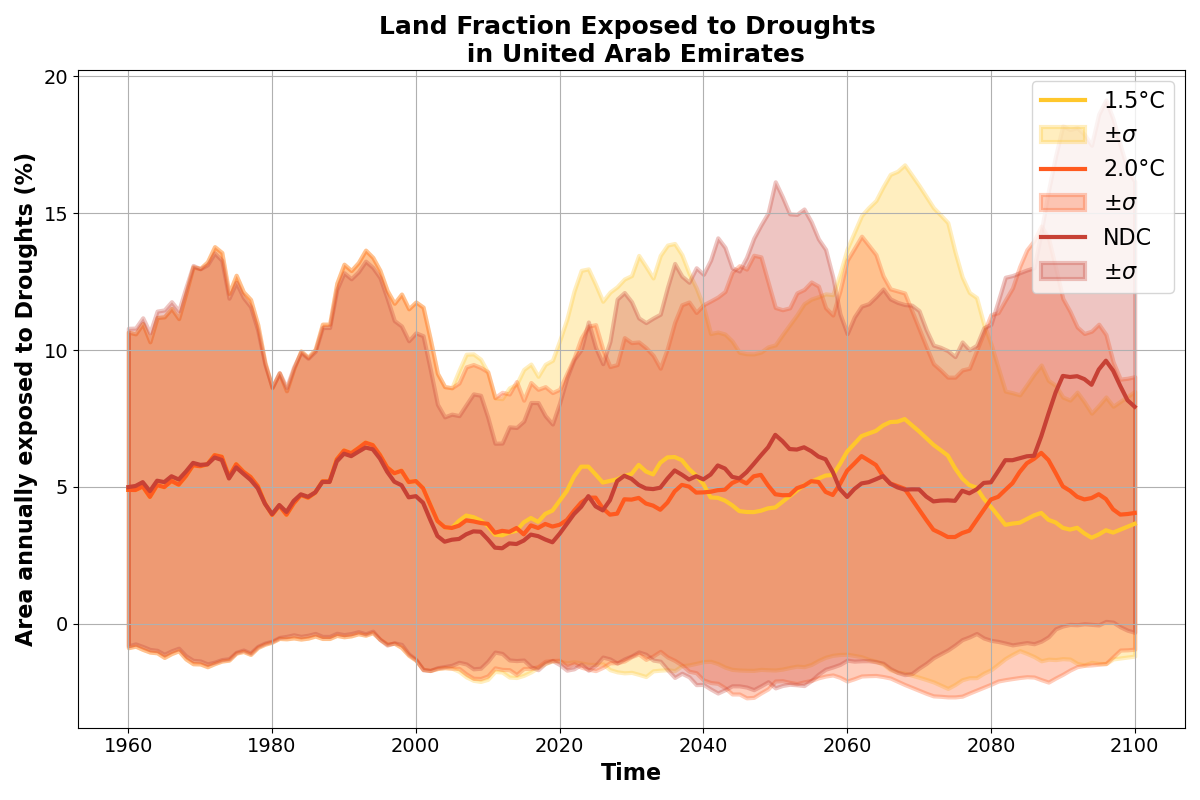 Land Fraction Exposed to Droughts
in United Arab Emirates
Area annually exposed to Droughts (%)
20
15
10
5
0
1.5°C
±σ
2.0°C
±σ
NDC
±σ
1960
1980
2000
2020
2040
2060
2080
2100
Time